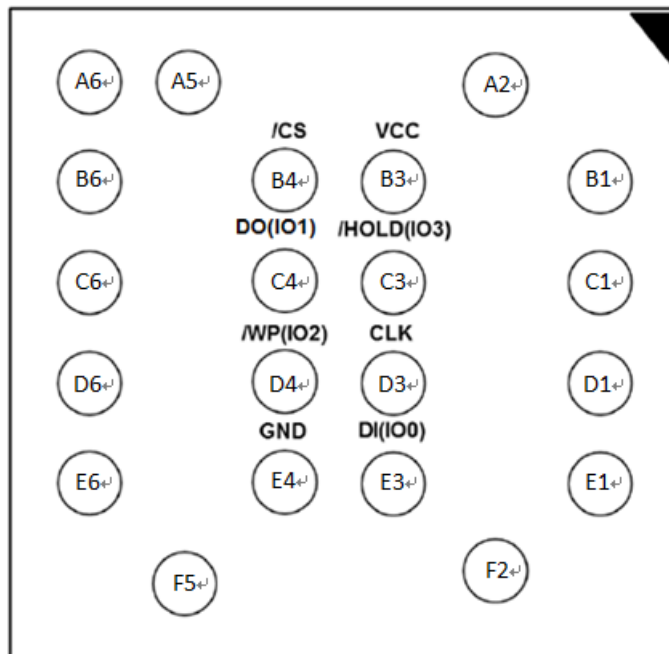 A6↵ A5↵ A2↵
/CS VCC
B6↵ B4↵ B3↵ B1↵
DO(IO1) /HOLD(IO3)
C6↵ C4↵ C3↵ C1↵
/WP(IO2) CLK
D6↵ D4↵ D3↵ D1↵
GND DI(IO0)
E6↵ E4↵ E3↵ E1↵
F5↵ F2↵